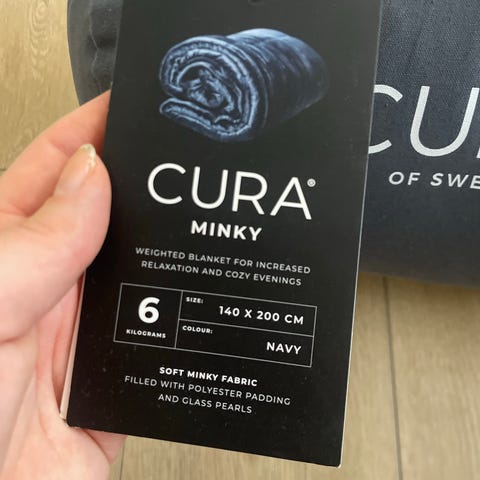 CURA®
MINKY
WEIGHTED BLANKET FOR INCREASED
RELAXATION AND COZY EVENINGS
6
KILOGRAMS
SIZE:
140 X 200 CM
COLOUR:
NAVY
SOFT MINKY FABRIC
FILLED WITH POLYESTER PADDING
AND GLASS PEARLS
CU
OF SWE